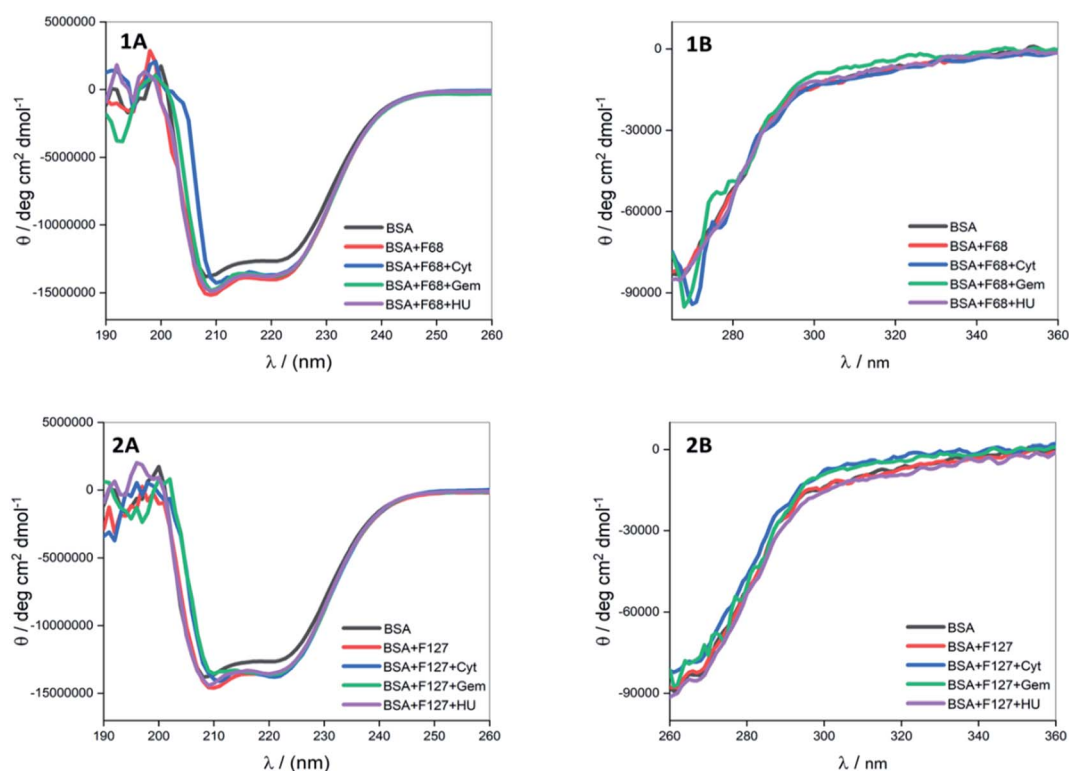 1A
5000000
0
-5000000
-10000000
-15000000
θ / deg cm² dmol⁻¹
BSA
BSA+F68
BSA+F68+Cyt
BSA+F68+Gem
BSA+F68+HU
190 200 210 220 230 240 250 260
λ / (nm)
1B
0
-30000
-60000
-90000
θ / deg cm² dmol⁻¹
BSA
BSA+F68
BSA+F68+Cyt
BSA+F68+Gem
BSA+F68+HU
280 300 320 340 360
λ / nm
2A
5000000
0
-5000000
-10000000
-15000000
θ / deg cm² dmol⁻¹
BSA
BSA+F127
BSA+F127+Cyt
BSA+F127+Gem
BSA+F127+HU
190 200 210 220 230 240 250 260
λ / (nm)
2B
0
-30000
-60000
-90000
θ / deg cm² dmol⁻¹
BSA
BSA+F127
BSA+F127+Cyt
BSA+F127+Gem
BSA+F127+HU
260 280 300 320 340 360
λ / nm